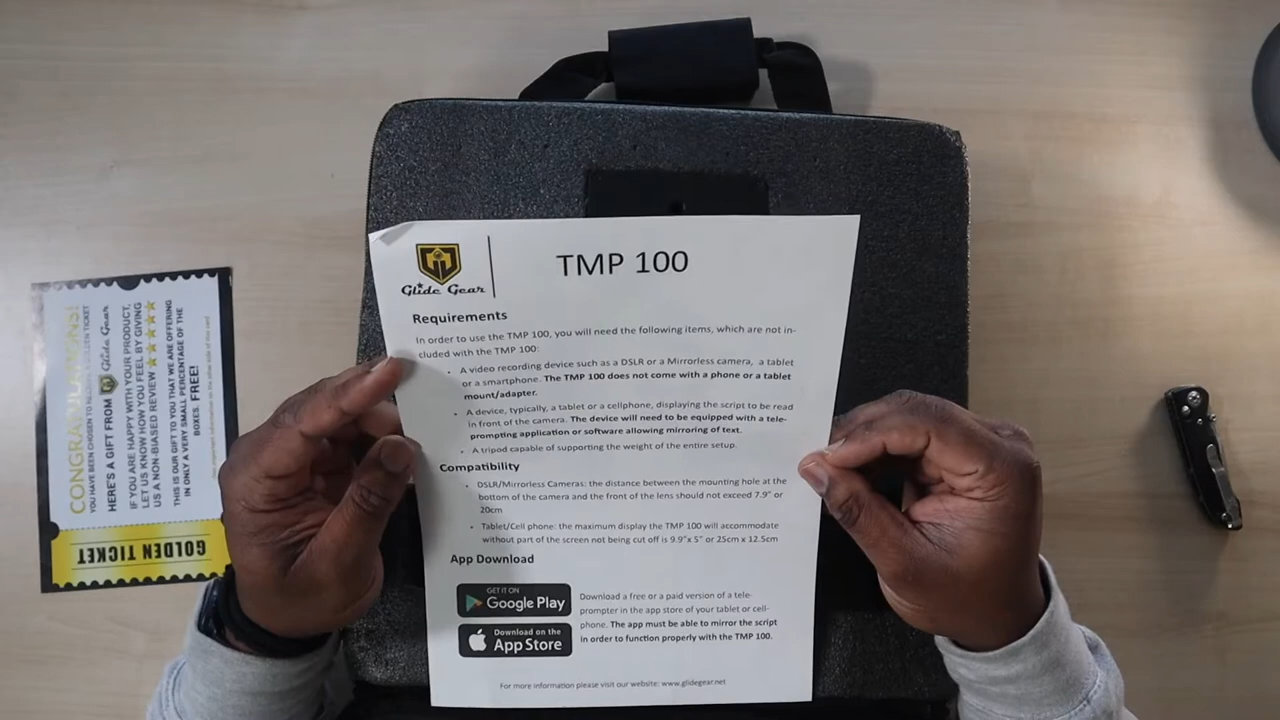 Glide Gear
TMP 100
Requirements
In order to use the TMP 100, you will need the following items, which are not in-
cluded with the TMP 100:
• A video recording device such as a DSLR or a Mirrorless camera, a tablet
or a smartphone. The TMP 100 does not come with a phone or a tablet
mount/adapter.
• A device, typically, a tablet or a cellphone, displaying the script to be read
in front of the camera. The device will need to be equipped with a tele-
prompting application or software allowing mirroring of text.
• A tripod capable of supporting the weight of the entire setup.
Compatibility
• DSLR/Mirrorless Cameras: the distance between the mounting hole at the
bottom of the camera and the front of the lens should not exceed 7.9" or
20cm
• Tablet/Cell phone: the maximum display the TMP 100 will accommodate
without part of the screen not being cut off is 9.9"x 5" or 25cm x 12.5cm
App Download
GET IT ON
Google Play
Download on the
App Store
Download a free or a paid version of a tele-
prompter in the app store of your tablet or cell-
phone. The app must be able to mirror the script
in order to function properly with the TMP 100.
For more information please visit our website: www.glidegear.net
CONGRATULATIONS!
YOU HAVE BEEN CHOSEN TO RECEIVE A GOLDEN TICKET
HERE'S A GIFT FROM Glide Gear
IF YOU ARE HAPPY WITH YOUR PRODUCT,
LET US KNOW HOW YOU FEEL BY GIVING
US A NON-BIASED REVIEW ★★★★★
THIS IS OUR GIFT TO YOU THAT WE ARE OFFERING
IN ONLY A VERY SMALL PERCENTAGE OF THE
BOXES. FREE!
GOLDEN TICKET